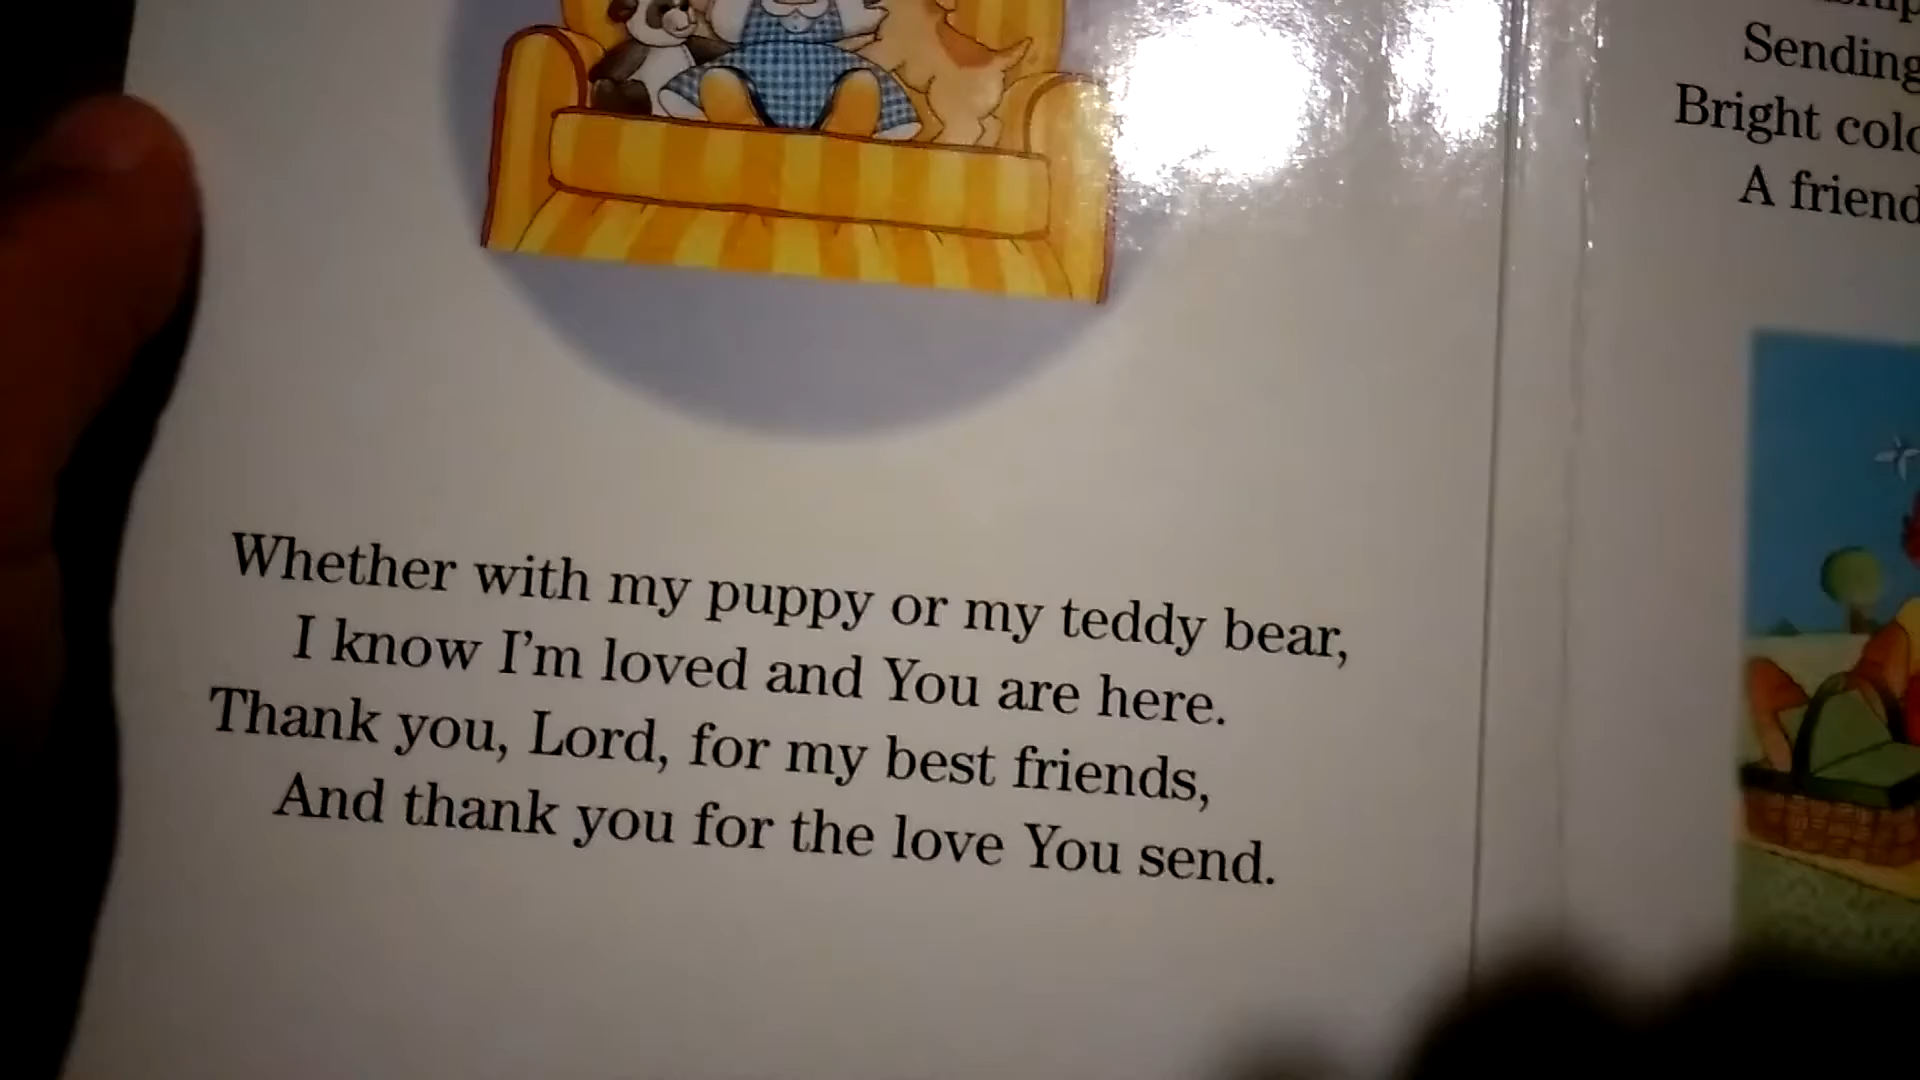 Whether with my puppy or my teddy bear,
I know I'm loved and You are here.
Thank you, Lord, for my best friends,
And thank you for the love You send.
Sending
Bright
A friend